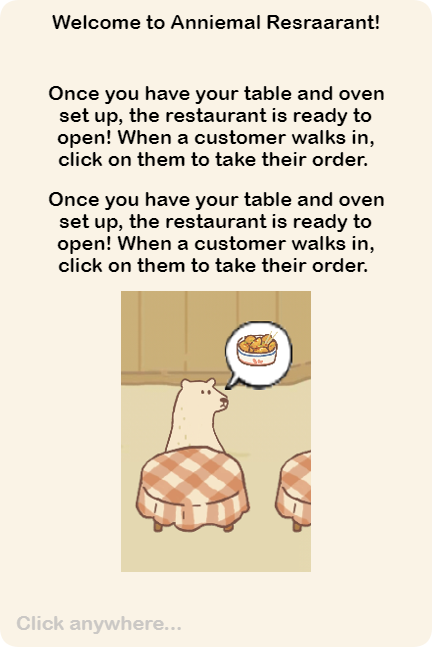 Welcome to Anniemal Resraarant!
Once you have your table and oven
set up, the restaurant is ready to
open! When a customer walks in,
click on them to take their order.
Once you have your table and oven
set up, the restaurant is ready to
open! When a customer walks in,
click on them to take their order.
Click anywhere...